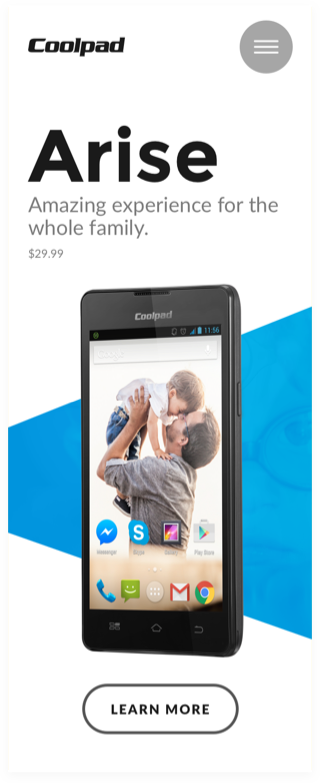 Coolpad
Arise
Amazing experience for the
whole family.
$29.99
Coolpad
11:56
Messenger
Skype
Play Store
LEARN MORE